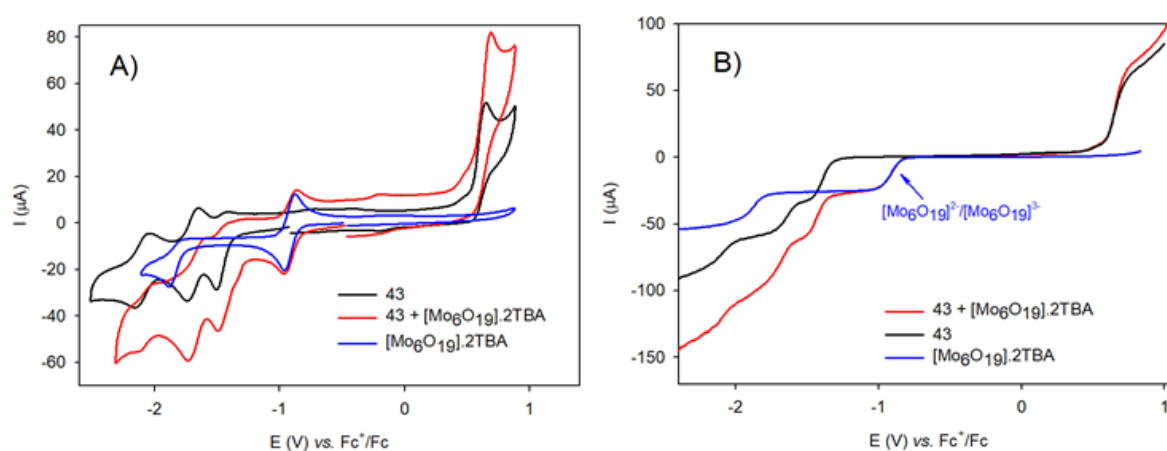 A)
80
60
40
20
0
-20
-40
-60
I (µA)
-2
-1
0
1
E (V) vs. Fc⁺/Fc
43
43 + [Mo₆O₁₉].2TBA
[Mo₆O₁₉].2TBA
B)
100
50
0
-50
-100
-150
I (µA)
-2
-1
0
1
E (V) vs. Fc⁺/Fc
[Mo₆O₁₉]²⁻/[Mo₆O₁₉]³⁻
43 + [Mo₆O₁₉].2TBA
43
[Mo₆O₁₉].2TBA